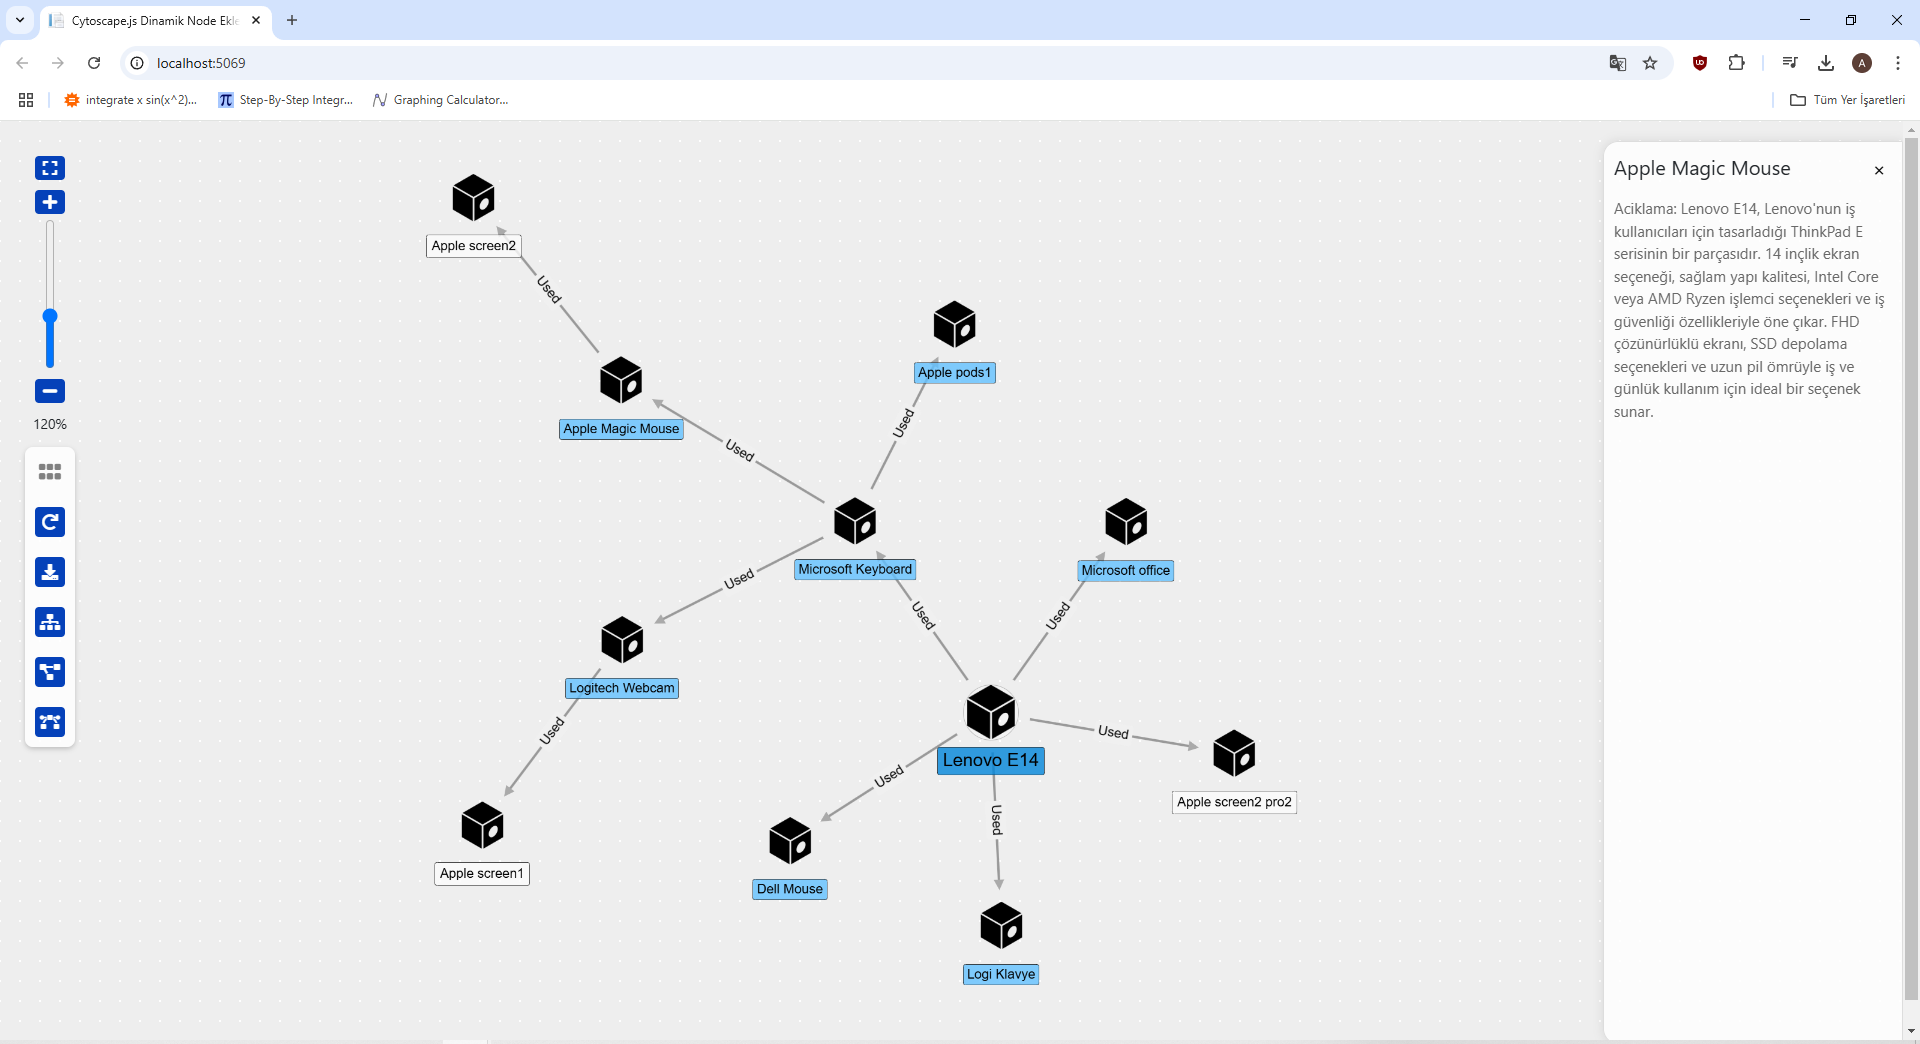 Cytoscape.js Dinamik Node Ekle
localhost:5069
A
integrate x sin(x^2)...
Step-By-Step Integr...
Graphing Calculator...
Tüm Yer İşaretleri
120%
Apple screen2
Used
Apple Magic Mouse
Used
Apple pods1
Used
Microsoft Keyboard
Used
Microsoft office
Used
Used
Logitech Webcam
Used
Apple screen1
Lenovo E14
Used
Apple screen2 pro2
Used
Dell Mouse
Used
Logi Klavye
Apple Magic Mouse
Aciklama: Lenovo E14, Lenovo'nun iş
kullanıcıları için tasarladığı ThinkPad E
serisinin bir parçasıdır. 14 inçlik ekran
seçeneği, sağlam yapı kalitesi, Intel Core
veya AMD Ryzen işlemci seçenekleri ve iş
güvenliği özellikleriyle öne çıkar. FHD
çözünürlüklü ekranı, SSD depolama
seçenekleri ve uzun pil ömrüyle iş ve
günlük kullanım için ideal bir seçenek
sunar.